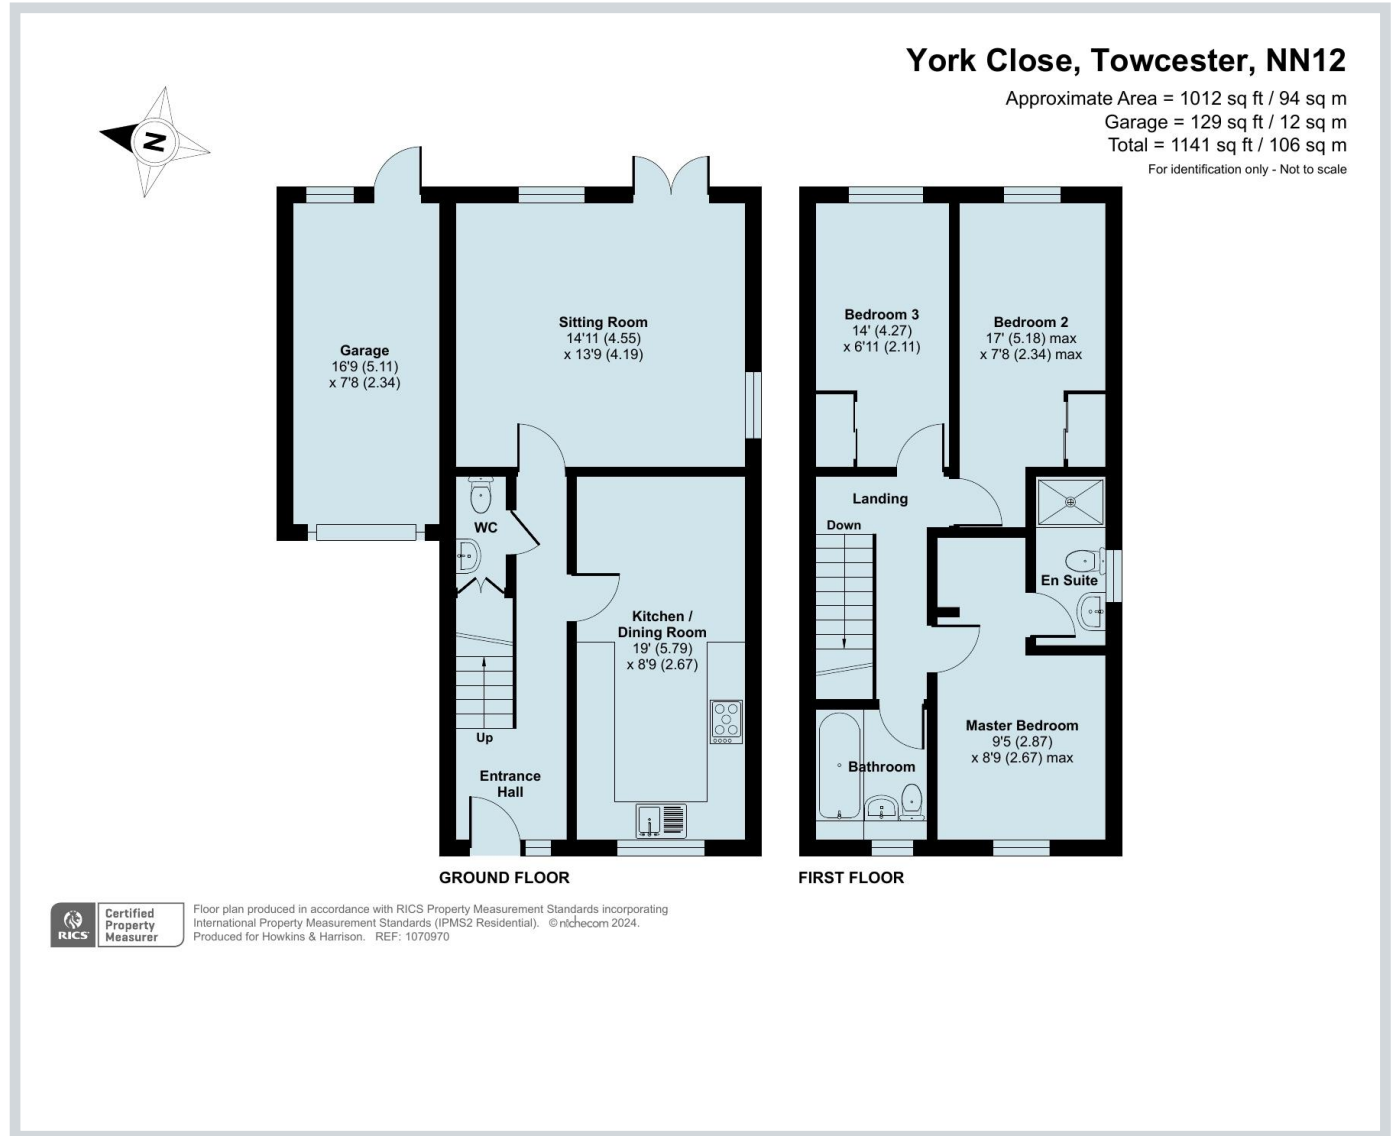 York Close, Towcester, NN12
Approximate Area = 1012 sq ft / 94 sq m
Garage = 129 sq ft / 12 sq m
Total = 1141 sq ft / 106 sq m
For identification only - Not to scale
N
Garage
16'9 (5.11)
x 7'8 (2.34)
Sitting Room
14'11 (4.55)
x 13'9 (4.19)
WC
Kitchen /
Dining Room
19' (5.79)
x 8'9 (2.67)
Up
Entrance
Hall
GROUND FLOOR
Bedroom 3
14' (4.27)
x 6'11 (2.11)
Bedroom 2
17' (5.18) max
x 7'8 (2.34) max
Landing
Down
En Suite
Master Bedroom
9'5 (2.87)
x 8'9 (2.67) max
Bathroom
FIRST FLOOR
RICS
Certified
Property
Measurer
Floor plan produced in accordance with RICS Property Measurement Standards incorporating
International Property Measurement Standards (IPMS2 Residential). © nichecom 2024.
Produced for Howkins & Harrison. REF: 1070970